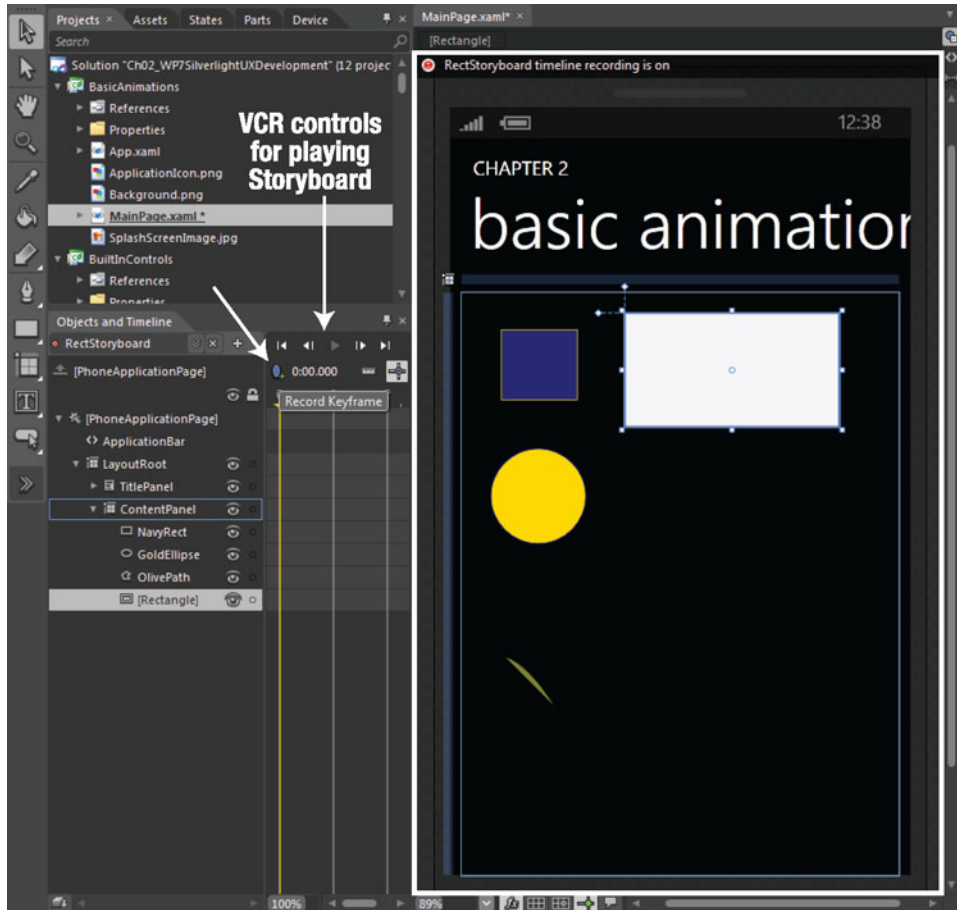 Projects × Assets States Parts Device
Search
Solution "Ch02_WP7SilverlightUXDevelopment" (12 projec
BasicAnimations
References
Properties
App.xaml
ApplicationIcon.png
Background.png
MainPage.xaml *
SplashScreenImage.jpg
BuiltInControls
References
Properties
VCR controls
for playing
Storyboard
Objects and Timeline
RectStoryboard
[PhoneApplicationPage]
0:00.000
Record Keyframe
[PhoneApplicationPage]
ApplicationBar
LayoutRoot
TitlePanel
ContentPanel
NavyRect
GoldEllipse
OlivePath
[Rectangle]
100%
MainPage.xaml* ×
[Rectangle]
RectStoryboard timeline recording is on
12:38
CHAPTER 2
basic animation
89%
fx